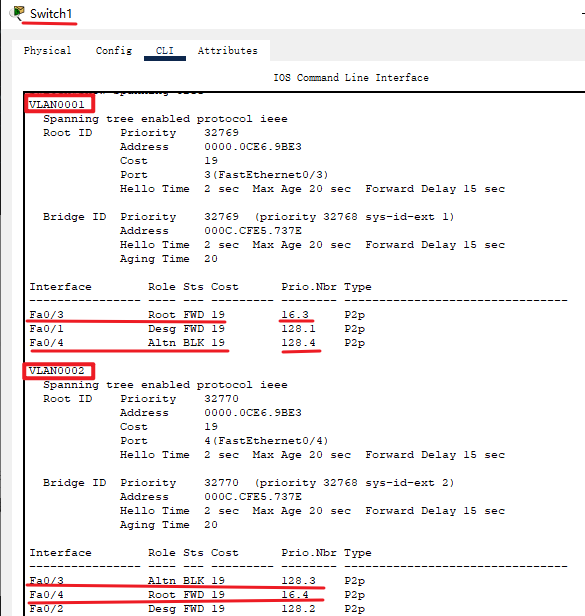 Switch1
Physical Config CLI Attributes
IOS Command Line Interface
VLAN0001
Spanning tree enabled protocol ieee
Root ID Priority 32769
Address 0000.0CE6.9BE3
Cost 19
Port 3(FastEthernet0/3)
Hello Time 2 sec Max Age 20 sec Forward Delay 15 sec
Bridge ID Priority 32769 (priority 32768 sys-id-ext 1)
Address 000C.CFE5.737E
Hello Time 2 sec Max Age 20 sec Forward Delay 15 sec
Aging Time 20
Interface Role Sts Cost Prio.Nbr Type
---------------- ---- --- --------- -------- --------------------------------
Fa0/3 Root FWD 19 16.3 P2p
Fa0/1 Desg FWD 19 128.1 P2p
Fa0/4 Altn BLK 19 128.4 P2p
VLAN0002
Spanning tree enabled protocol ieee
Root ID Priority 32770
Address 0000.0CE6.9BE3
Cost 19
Port 4(FastEthernet0/4)
Hello Time 2 sec Max Age 20 sec Forward Delay 15 sec
Bridge ID Priority 32770 (priority 32768 sys-id-ext 2)
Address 000C.CFE5.737E
Hello Time 2 sec Max Age 20 sec Forward Delay 15 sec
Aging Time 20
Interface Role Sts Cost Prio.Nbr Type
---------------- ---- --- --------- -------- --------------------------------
Fa0/3 Altn BLK 19 128.3 P2p
Fa0/4 Root FWD 19 16.4 P2p
Fa0/2 Desg FWD 19 128.2 P2p